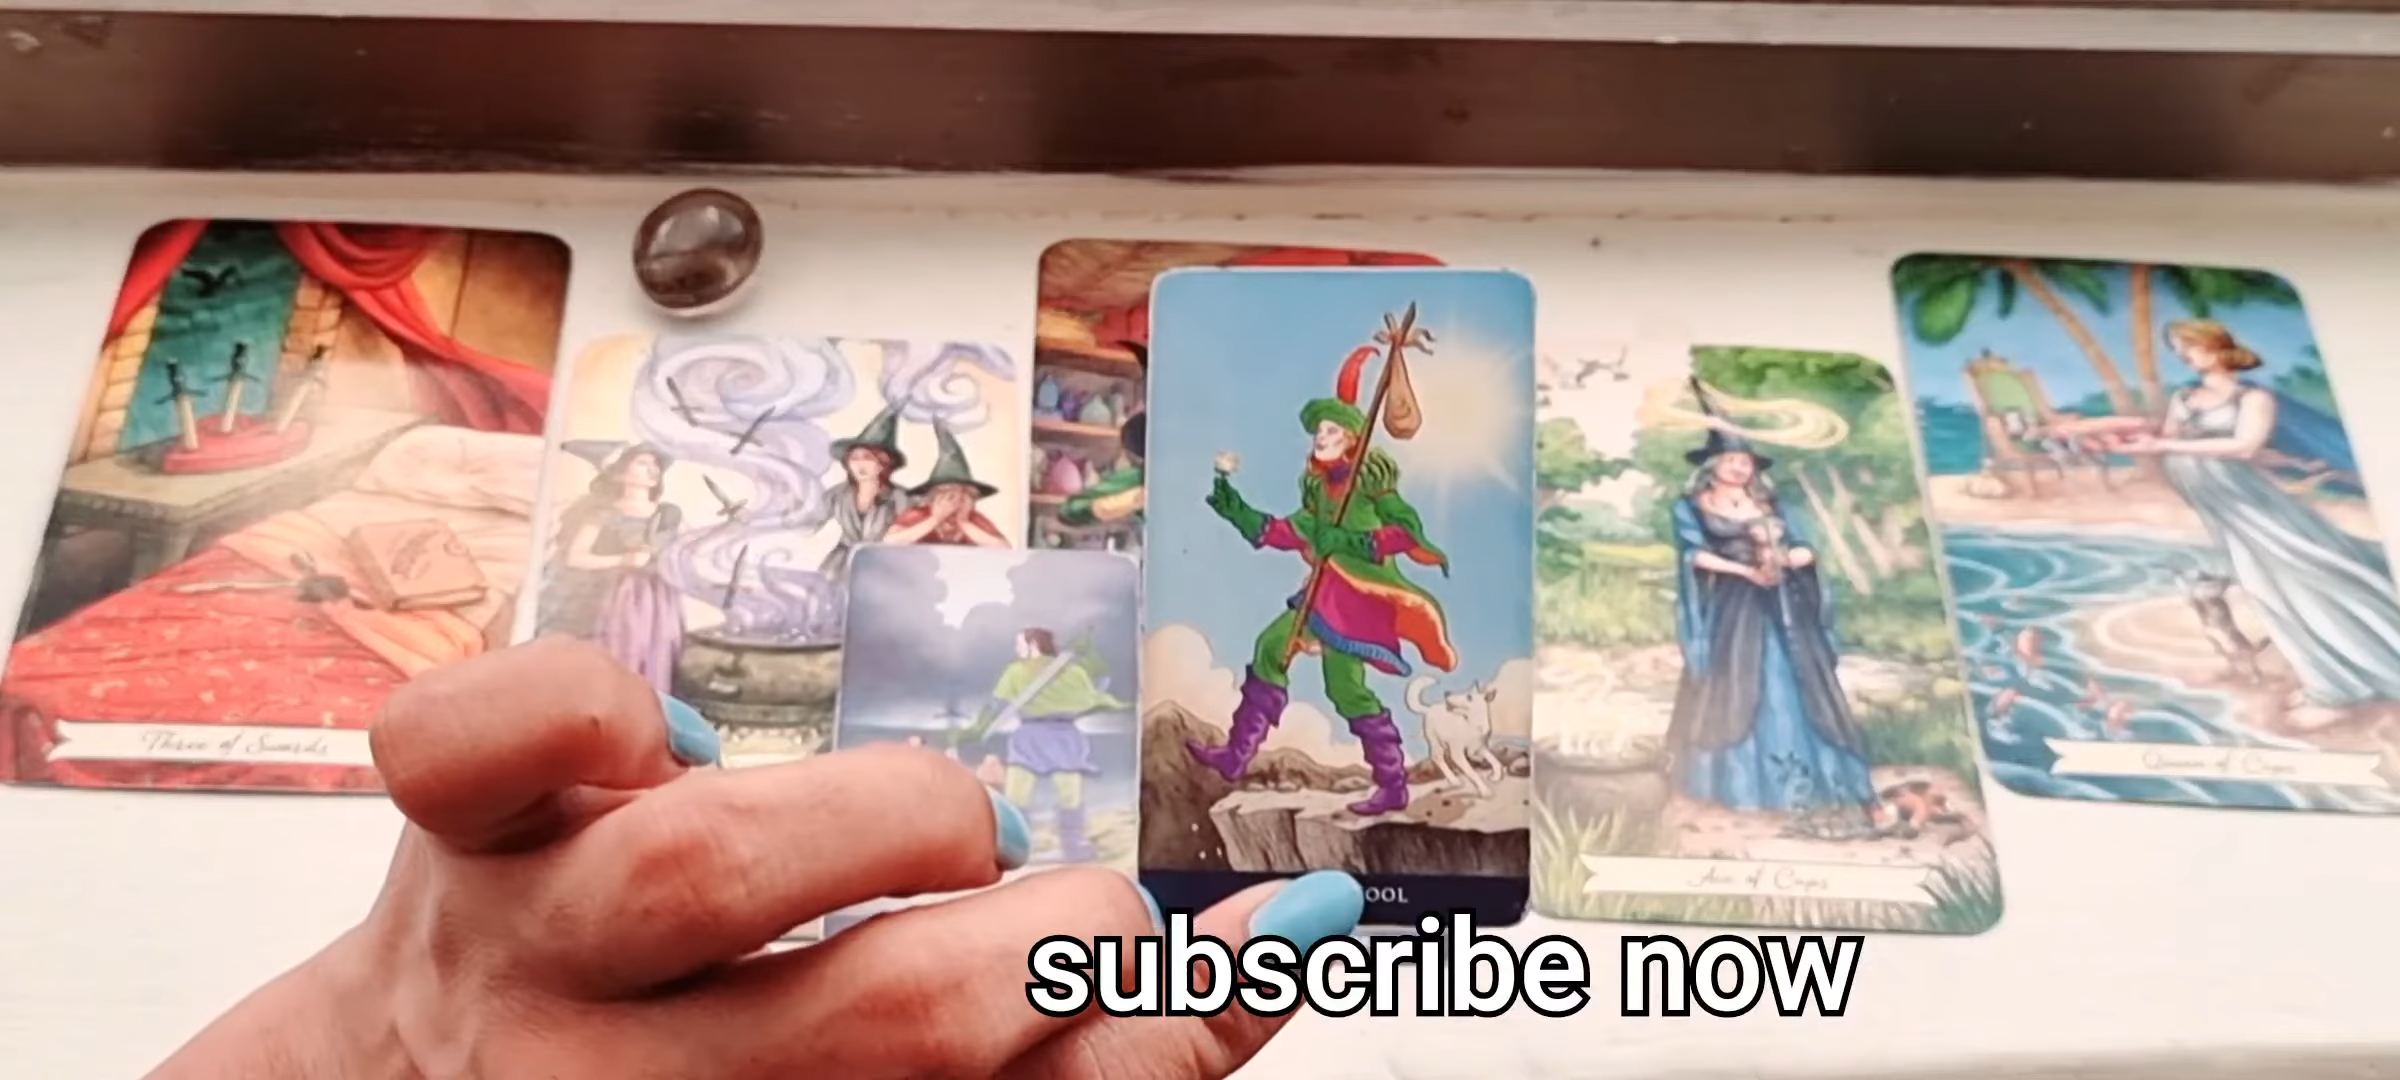 Three of Swords
OOL
Ace of Cups
Queen of Cups
subscribe now